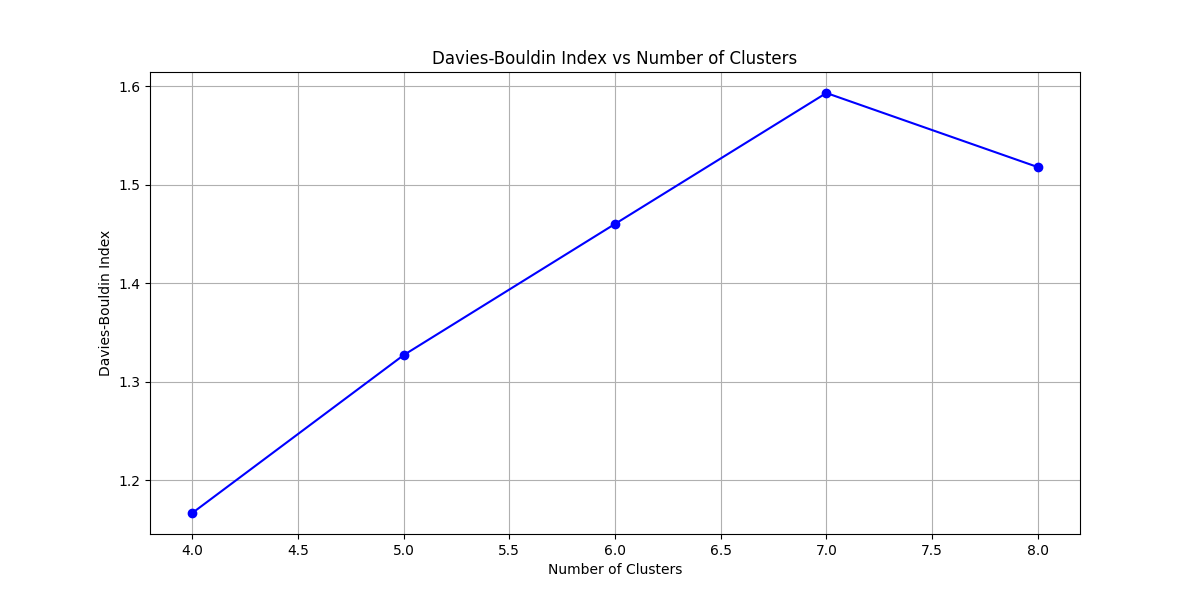 Davies-Bouldin Index vs Number of Clusters
1.6
1.5
1.4
1.3
1.2
Davies-Bouldin Index
4.0 4.5 5.0 5.5 6.0 6.5 7.0 7.5 8.0
Number of Clusters